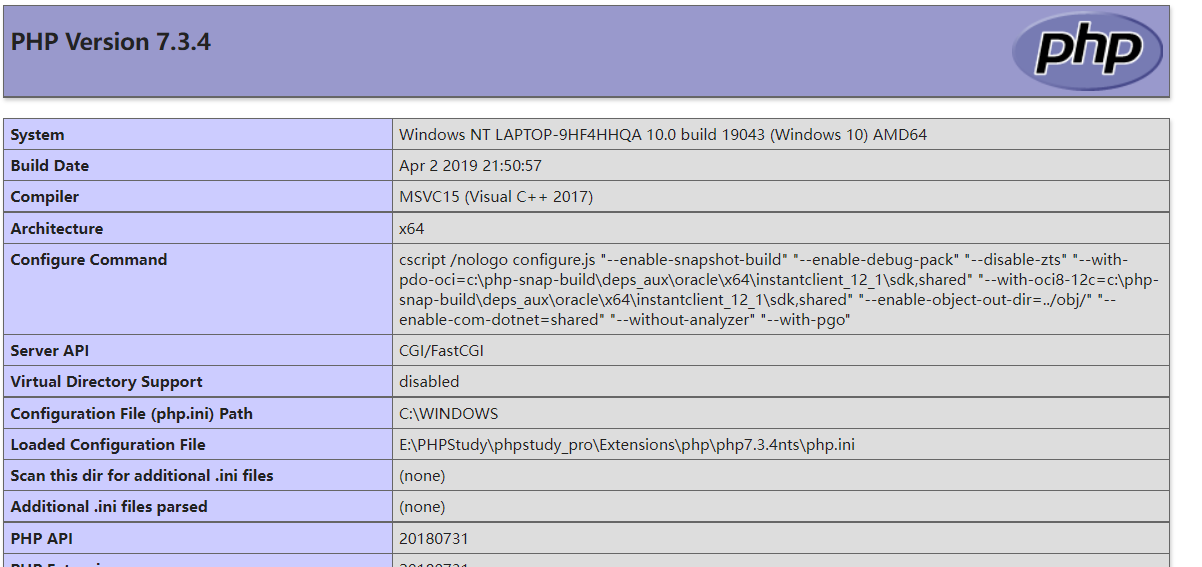 PHP Version 7.3.4
php
System Windows NT LAPTOP-9HF4HHQA 10.0 build 19043 (Windows 10) AMD64
Build Date Apr 2 2019 21:50:57
Compiler MSVC15 (Visual C++ 2017)
Architecture x64
Configure Command cscript /nologo configure.js "--enable-snapshot-build" "--enable-debug-pack" "--disable-zts" "--with-
pdo-oci=c:\php-snap-build\deps_aux\oracle\x64\instantclient_12_1\sdk,shared" "--with-oci8-12c=c:\php-
snap-build\deps_aux\oracle\x64\instantclient_12_1\sdk,shared" "--enable-object-out-dir=../obj/" "--
enable-com-dotnet=shared" "--without-analyzer" "--with-pgo"
Server API CGI/FastCGI
Virtual Directory Support disabled
Configuration File (php.ini) Path C:\WINDOWS
Loaded Configuration File E:\PHPStudy\phpstudy_pro\Extensions\php\php7.3.4nts\php.ini
Scan this dir for additional .ini files (none)
Additional .ini files parsed (none)
PHP API 20180731